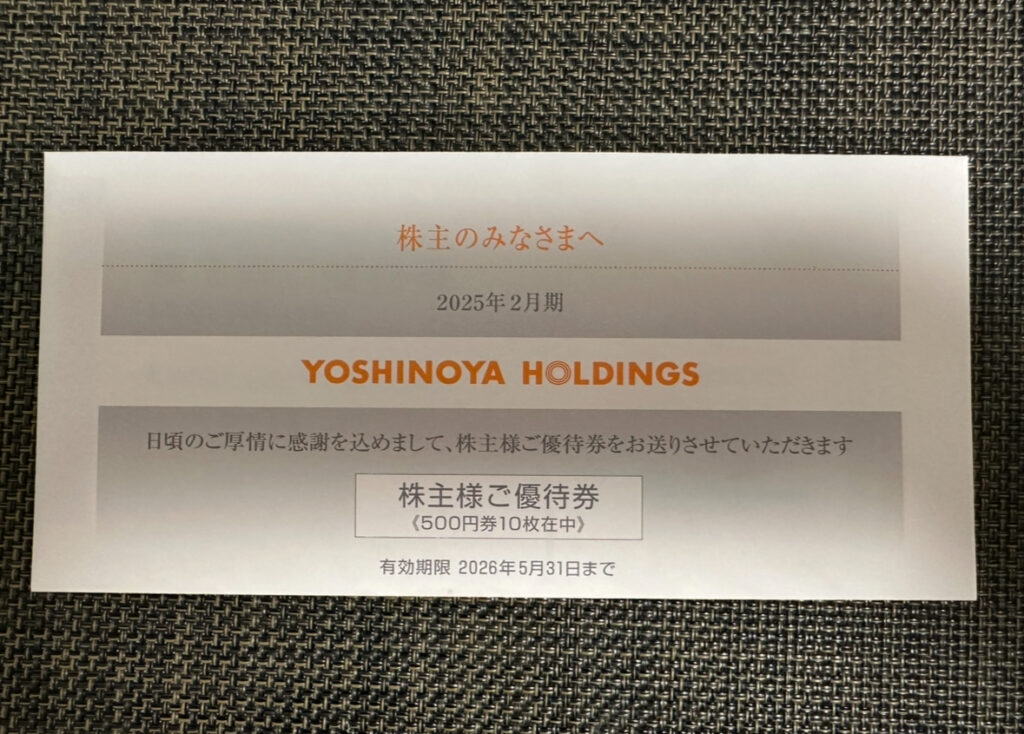 株主のみなさまへ
2025年2月期
YOSHINOYA HOLDINGS
日頃のご厚情に感謝を込めまして、株主様ご優待券をお送りさせていただきます
株主様ご優待券
《500円券10枚在中》
有効期限 2026年5月31日まで